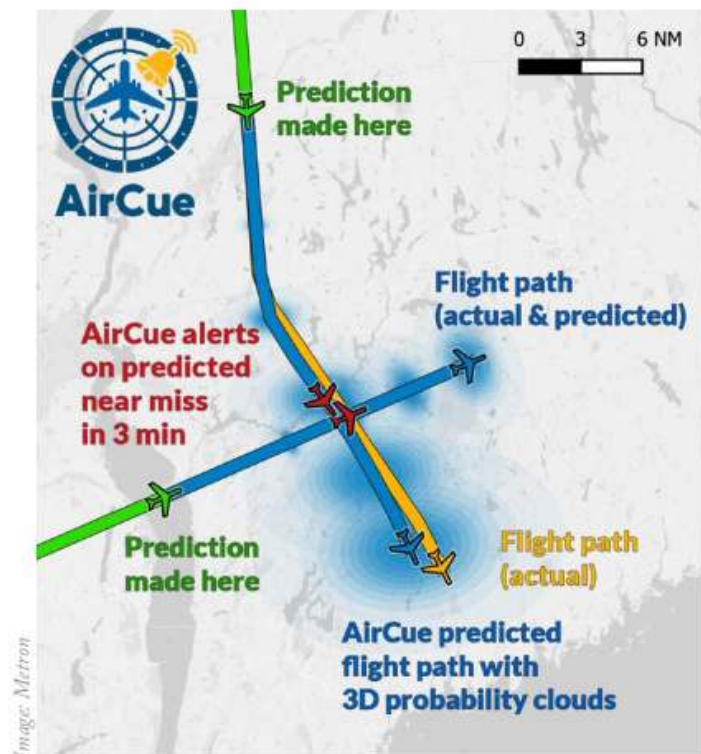 0 3 6 NM
Prediction
made here
AirCue
Flight path
(actual & predicted)
AirCue alerts
on predicted
near miss
in 3 min
Prediction
made here
Flight path
(actual)
AirCue predicted
flight path with
3D probability clouds
Image: Metron